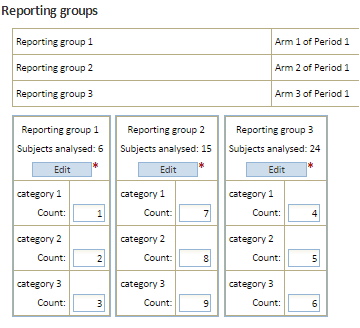 Reporting groups
Reporting group 1 Arm 1 of Period 1
Reporting group 2 Arm 2 of Period 1
Reporting group 3 Arm 3 of Period 1
Reporting group 1 Reporting group 2 Reporting group 3
Subjects analysed: 6 Subjects analysed: 15 Subjects analysed: 24
Edit * Edit * Edit *
category 1 category 1 category 1
Count: 1 Count: 7 Count: 4
category 2 category 2 category 2
Count: 2 Count: 8 Count: 5
category 3 category 3 category 3
Count: 3 Count: 9 Count: 6